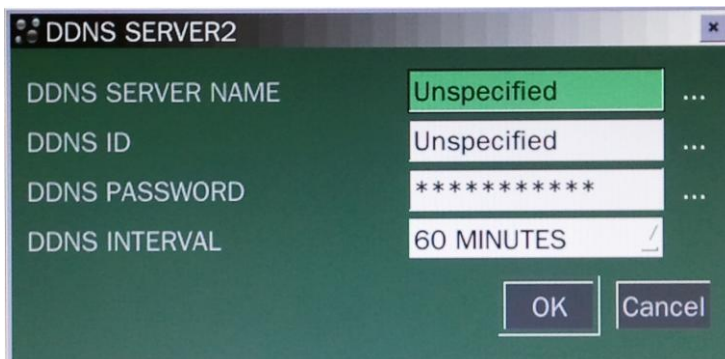 DDNS SERVER2
DDNS SERVER NAME Unspecified ...
DDNS ID Unspecified ...
DDNS PASSWORD *********** ...
DDNS INTERVAL 60 MINUTES
OK Cancel